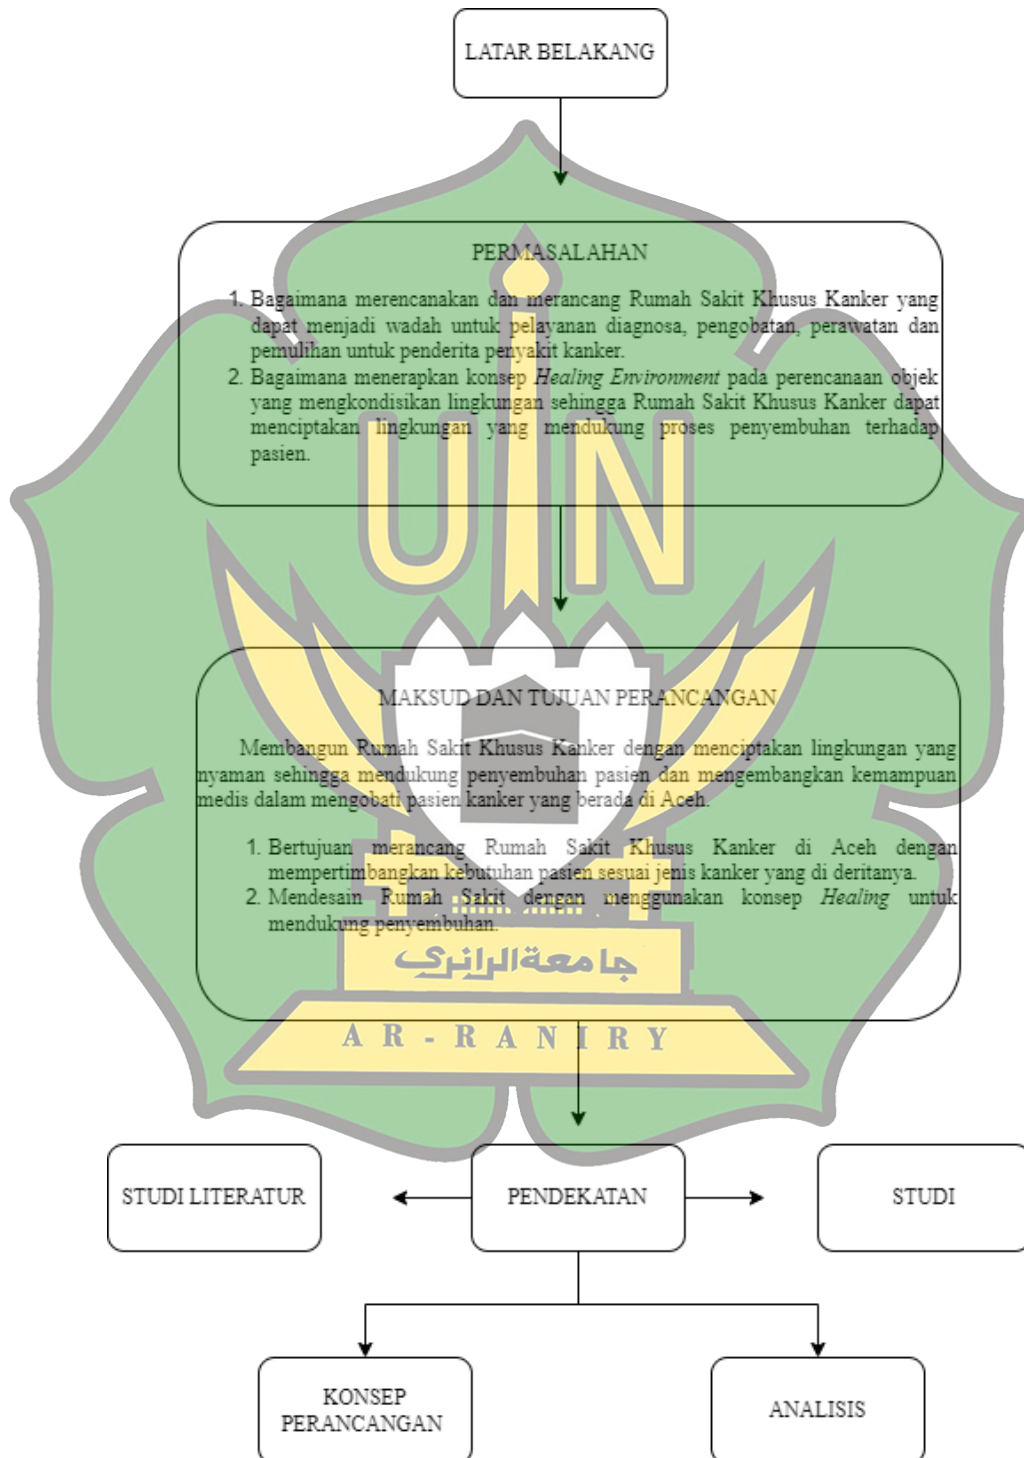 LATAR BELAKANG
PERMASALAHAN
1. Bagaimana merencanakan dan merancang Rumah Sakit Khusus Kanker yang
dapat menjadi wadah untuk pelayanan diagnosa, pengobatan, perawatan dan
pemulihan untuk penderita penyakit kanker.
2. Bagaimana menerapkan konsep Healing Environment pada perencanaan objek
yang mengkondisikan lingkungan sehingga Rumah Sakit Khusus Kanker dapat
menciptakan lingkungan yang mendukung proses penyembuhan terhadap
pasien.
UIN
MAKSUD DAN TUJUAN PERANCANGAN
Membangun Rumah Sakit Khusus Kanker dengan menciptakan lingkungan yang
nyaman sehingga mendukung penyembuhan pasien dan mengembangkan kemampuan
medis dalam mengobati pasien kanker yang berada di Aceh.
1. Bertujuan merancang Rumah Sakit Khusus Kanker di Aceh dengan
mempertimbangkan kebutuhan pasien sesuai jenis kanker yang di deritanya.
2. Mendesain Rumah Sakit dengan menggunakan konsep Healing untuk
mendukung penyembuhan.
جامعة الرانري
AR-RANIRY
STUDI LITERATUR
PENDEKATAN
STUDI
KONSEP
PERANCANGAN
ANALISIS